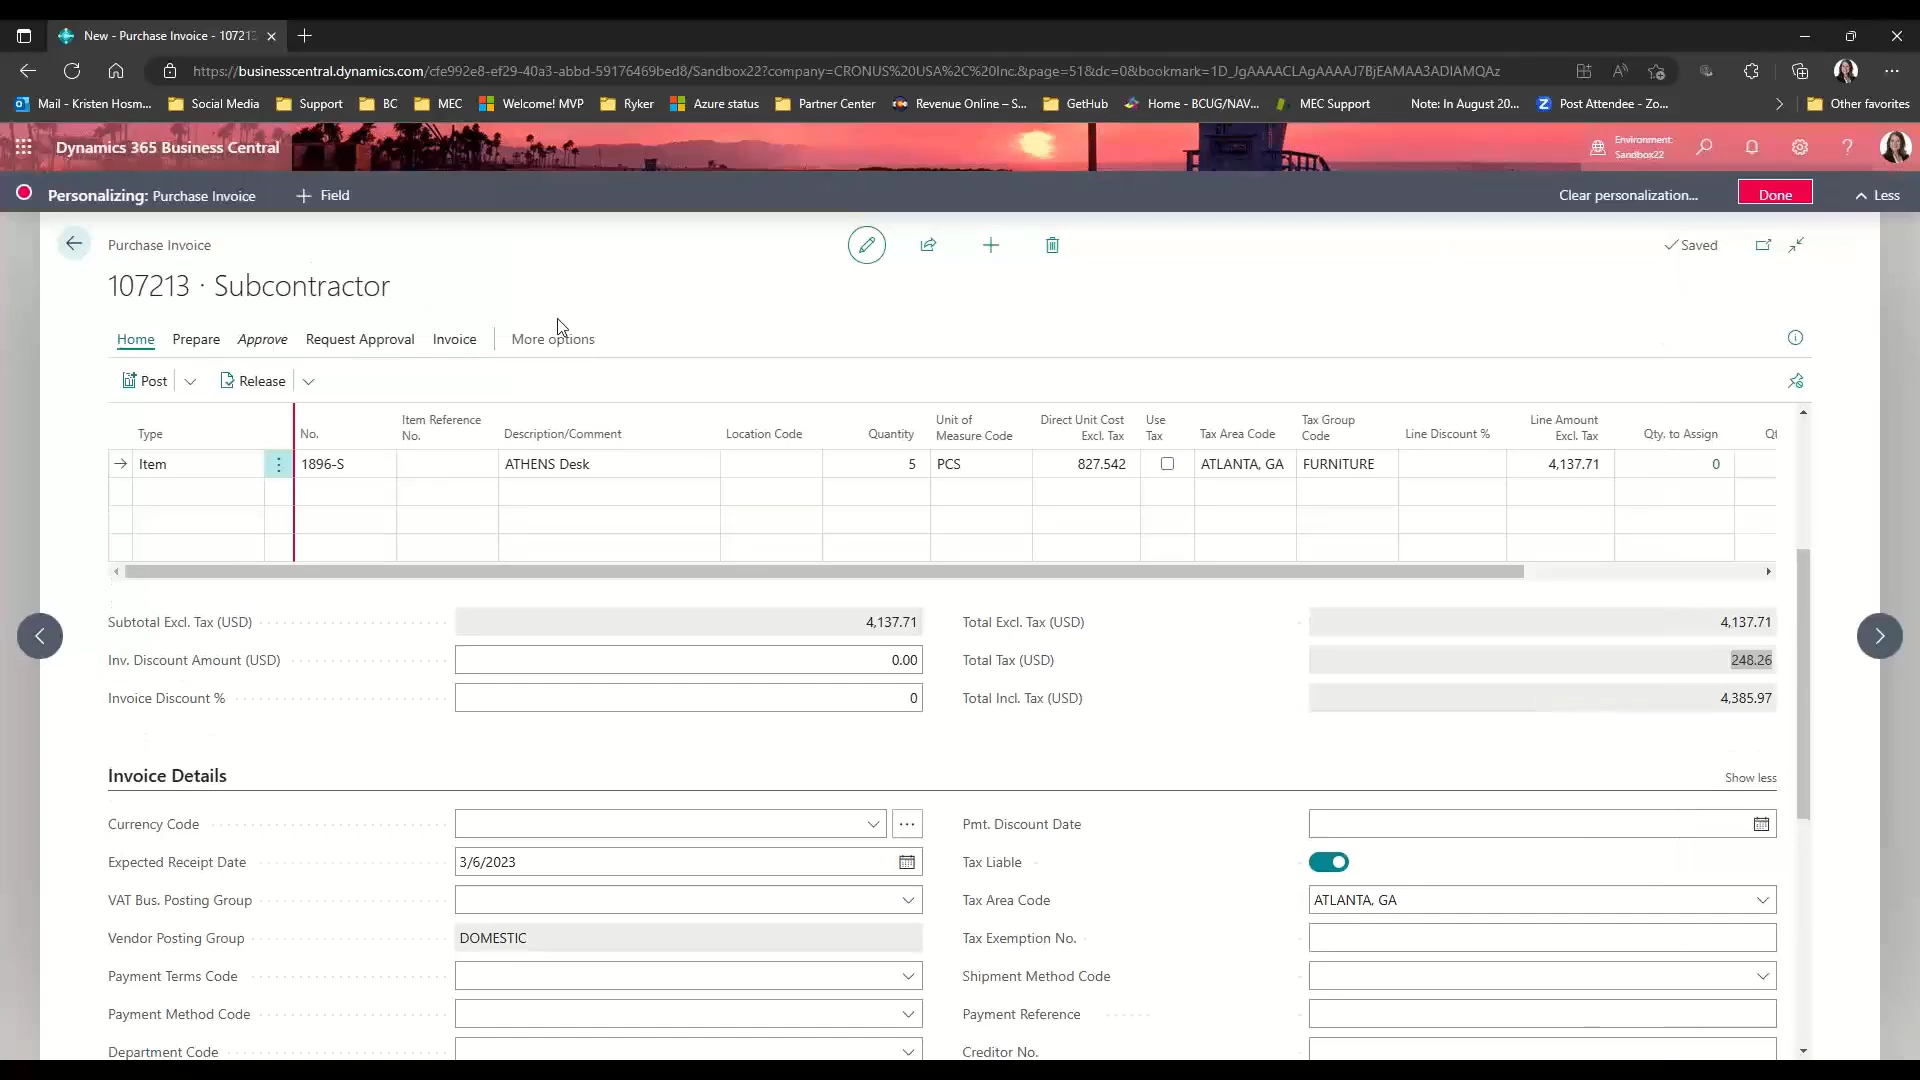 New - Purchase Invoice - 10721
https://businesscentral.dynamics.com/cfe992e8-ef29-40a3-abbd-59176469bed8/Sandbox22?company=CRONUS%20USA%2C%20Inc.&page=51&dc=0&bookmark=1D_JgAAAACLAgAAAAJ7BjEAMAA3ADIAMQAz
Mail - Kristen Hosm... Social Media Support BC MEC Welcome! MVP Ryker Azure status Partner Center Revenue Online – S... GetHub Home - BCUG/NAV... MEC Support Note: In August 20... Post Attendee - Zo... Other favorites
Dynamics 365 Business Central Environment: Sandbox22
Personalizing: Purchase Invoice + Field Clear personalization... Done Less
Purchase Invoice Saved
107213 · Subcontractor
Home Prepare Approve Request Approval Invoice More options
Post Release
Type No. Item Reference No. Description/Comment Location Code Quantity Unit of Measure Code Direct Unit Cost Excl. Tax Use Tax Tax Area Code Tax Group Code Line Discount % Line Amount Excl. Tax Qty. to Assign Qt
Item 1896-S ATHENS Desk 5 PCS 827.542 ATLANTA, GA FURNITURE 4,137.71 0
Subtotal Excl. Tax (USD) 4,137.71 Total Excl. Tax (USD) 4,137.71
Inv. Discount Amount (USD) 0.00 Total Tax (USD) 248.26
Invoice Discount % 0 Total Incl. Tax (USD) 4,385.97
Invoice Details Show less
Currency Code Pmt. Discount Date
Expected Receipt Date 3/6/2023 Tax Liable
VAT Bus. Posting Group Tax Area Code ATLANTA, GA
Vendor Posting Group DOMESTIC Tax Exemption No.
Payment Terms Code Shipment Method Code
Payment Method Code Payment Reference
Department Code Creditor No.